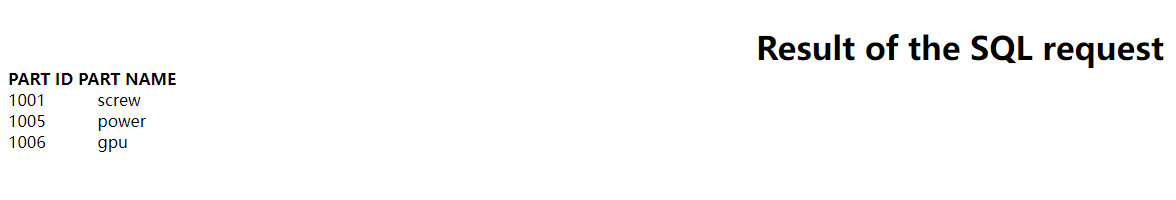 Result of the SQL request
PART ID PART NAME
1001 screw
1005 power
1006 gpu